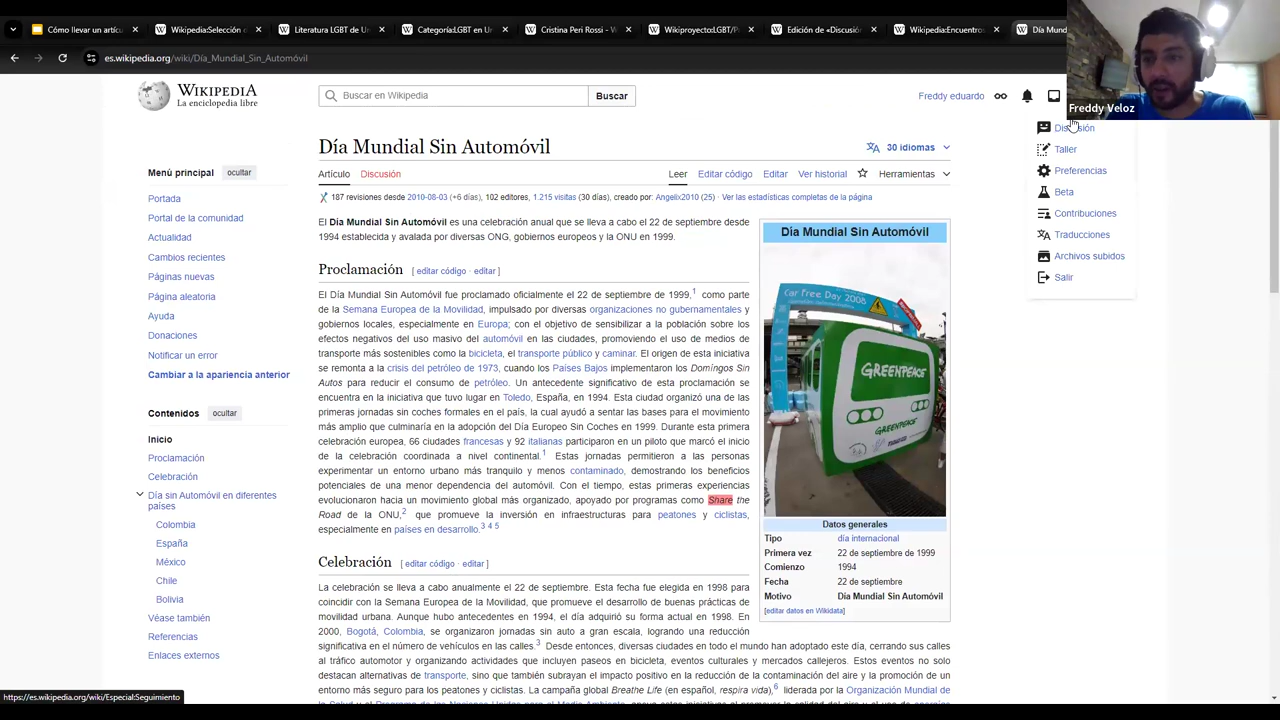 Cómo llevar un artícu
Wikipedia:Selección d
Literatura LGBT de Ur
Categoría:LGBT en Ur
Cristina Peri Rossi - W
Wikiproyecto:LGBT/P
Edición de «Discusió
Wikipedia:Encuentros
Día Mund
es.wikipedia.org/wiki/Día_Mundial_Sin_Automóvil
WIKIPEDIA
La enciclopedia libre
Buscar en Wikipedia
Buscar
Freddy eduardo
Freddy Veloz
Discusión
Taller
Preferencias
Beta
Contribuciones
Traducciones
Archivos subidos
Salir
Menú principal
ocultar
Portada
Portal de la comunidad
Actualidad
Cambios recientes
Páginas nuevas
Página aleatoria
Ayuda
Donaciones
Notificar un error
Cambiar a la apariencia anterior
Contenidos
ocultar
Inicio
Proclamación
Celebración
Día sin Automóvil en diferentes
países
Colombia
España
México
Chile
Bolivia
Véase también
Referencias
Enlaces externos
https://es.wikipedia.org/wiki/Especial:Seguimiento
Día Mundial Sin Automóvil
30 idiomas
Artículo Discusión Leer Editar código Editar Ver historial Herramientas
187 revisiones desde 2010-08-03 (+6 días), 102 editores, 1.215 visitas (30 días), creado por: Angelix2010 (25) · Ver las estadísticas completas de la página
El Día Mundial Sin Automóvil es una celebración anual que se lleva a cabo el 22 de septiembre desde
1994 establecida y avalada por diversas ONG, gobiernos europeos y la ONU en 1999.
Proclamación [ editar código · editar ]
El Día Mundial Sin Automóvil fue proclamado oficialmente el 22 de septiembre de 1999,1 como parte
de la Semana Europea de la Movilidad, impulsado por diversas organizaciones no gubernamentales y
gobiernos locales, especialmente en Europa; con el objetivo de sensibilizar a la población sobre los
efectos negativos del uso masivo del automóvil en las ciudades, promoviendo el uso de medios de
transporte más sostenibles como la bicicleta, el transporte público y caminar. El origen de esta iniciativa
se remonta a la crisis del petróleo de 1973, cuando los Países Bajos implementaron los Domingos Sin
Autos para reducir el consumo de petróleo. Un antecedente significativo de esta proclamación se
encuentra en la iniciativa que tuvo lugar en Toledo, España, en 1994. Esta ciudad organizó una de las
primeras jornadas sin coches formales en el país, la cual ayudó a sentar las bases para el movimiento
más amplio que culminaría en la adopción del Día Europeo Sin Coches en 1999. Durante esta primera
celebración europea, 66 ciudades francesas y 92 italianas participaron en un piloto que marcó el inicio
de la celebración coordinada a nivel continental.1 Estas jornadas permitieron a las personas
experimentar un entorno urbano más tranquilo y menos contaminado, demostrando los beneficios
potenciales de una menor dependencia del automóvil. Con el tiempo, estas primeras experiencias
evolucionaron hacia un movimiento global más organizado, apoyado por programas como Share the
Road de la ONU,2 que promueve la inversión en infraestructuras para peatones y ciclistas,
especialmente en países en desarrollo.3 4 5
Celebración [ editar código · editar ]
La celebración se lleva a cabo anualmente el 22 de septiembre. Esta fecha fue elegida en 1998 para
coincidir con la Semana Europea de la Movilidad, que promueve el desarrollo de buenas prácticas de
movilidad urbana. Aunque hubo antecedentes en 1994, el día adquirió su forma actual en 1998. En
2000, Bogotá, Colombia, se organizaron jornadas sin auto a gran escala, logrando una reducción
significativa en el número de vehículos en las calles.3 Desde entonces, diversas ciudades en todo el mundo han adoptado este día, cerrando sus calles
al tráfico automotor y organizando actividades que incluyen paseos en bicicleta, eventos culturales y mercados callejeros. Estos eventos no solo
destacan alternativas de transporte, sino que también subrayan el impacto positivo en la reducción de la contaminación del aire y la promoción de un
entorno más seguro para los peatones y ciclistas. La campaña global Breathe Life (en español, respira vida),6 liderada por la Organización Mundial de
Día Mundial Sin Automóvil
Car Free Day 2008
GREENPEACE
GREENPEACE
Datos generales
Tipo día internacional
Primera vez 22 de septiembre de 1999
Comienzo 1994
Fecha 22 de septiembre
Motivo Día Mundial Sin Automóvil
[editar datos en Wikidata]